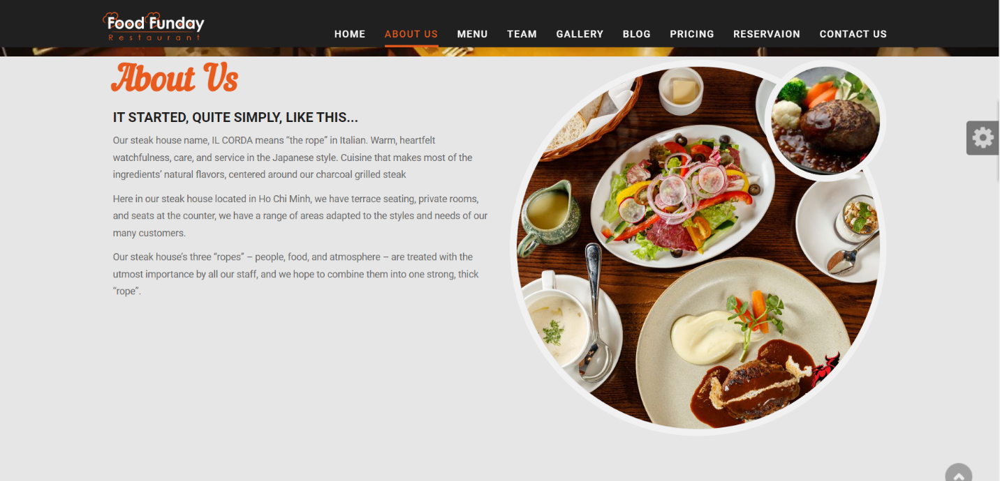 Food Funday
Restaurant
HOME ABOUT US MENU TEAM GALLERY BLOG PRICING RESERVAION CONTACT US
About Us
IT STARTED, QUITE SIMPLY, LIKE THIS...
Our steak house name, IL CORDA means “the rope” in Italian. Warm, heartfelt
watchfulness, care, and service in the Japanese style. Cuisine that makes most of the
ingredients’ natural flavors, centered around our charcoal grilled steak
Here in our steak house located in Ho Chi Minh, we have terrace seating, private rooms,
and seats at the counter, we have a range of areas adapted to the styles and needs of our
many customers.
Our steak house’s three “ropes” – people, food, and atmosphere – are treated with the
utmost importance by all our staff, and we hope to combine them into one strong, thick
“rope”.